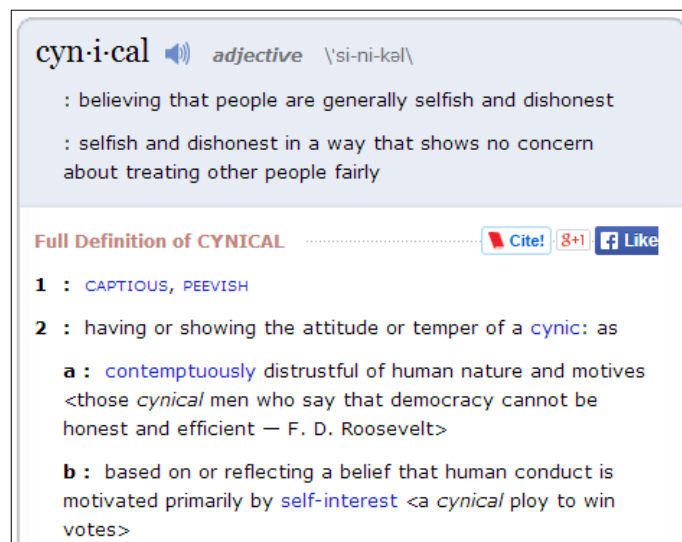 cyn·i·cal adjective \'si-ni-kəl\
: believing that people are generally selfish and dishonest
: selfish and dishonest in a way that shows no concern
about treating other people fairly
Full Definition of CYNICAL Cite! g+1 Like
1 : CAPTIOUS, PEEVISH
2 : having or showing the attitude or temper of a cynic: as
a : contemptuously distrustful of human nature and motives
<those cynical men who say that democracy cannot be
honest and efficient — F. D. Roosevelt>
b : based on or reflecting a belief that human conduct is
motivated primarily by self-interest <a cynical ploy to win
votes>